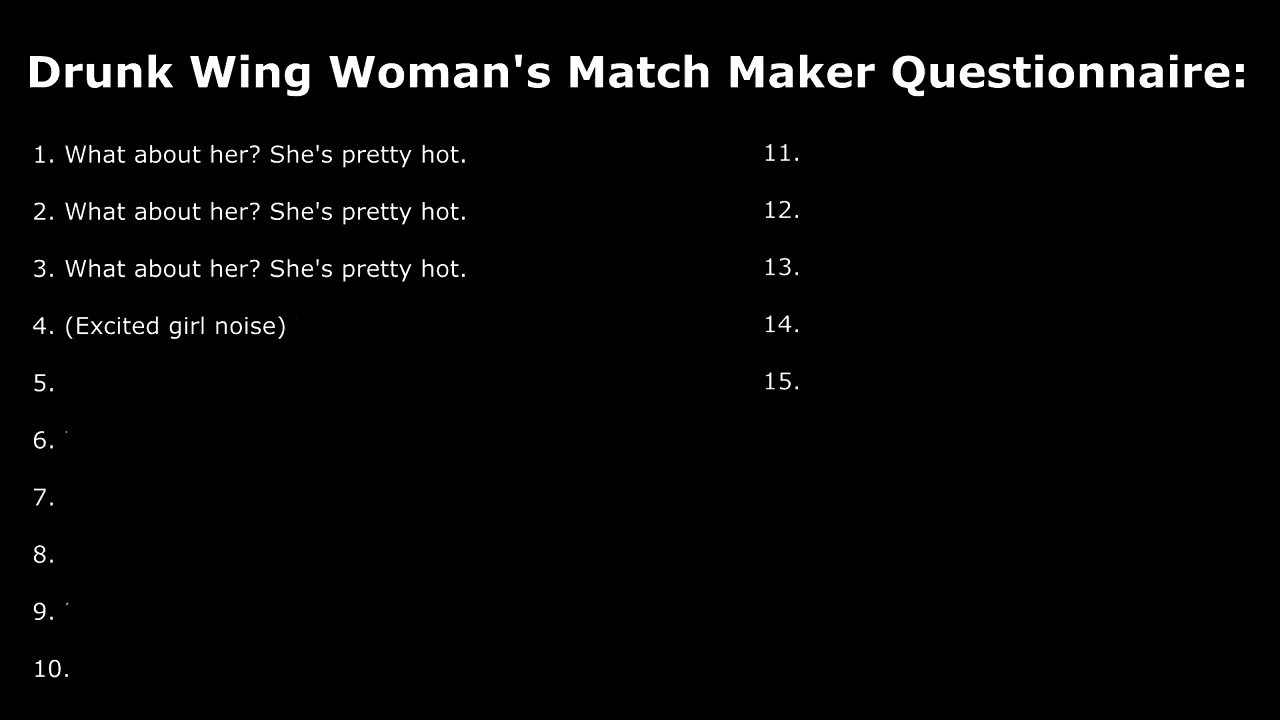 Drunk Wing Woman's Match Maker Questionnaire:
1. What about her? She's pretty hot.
2. What about her? She's pretty hot.
3. What about her? She's pretty hot.
4. (Excited girl noise)
5.
6.
7.
8.
9.
10.
11.
12.
13.
14.
15.